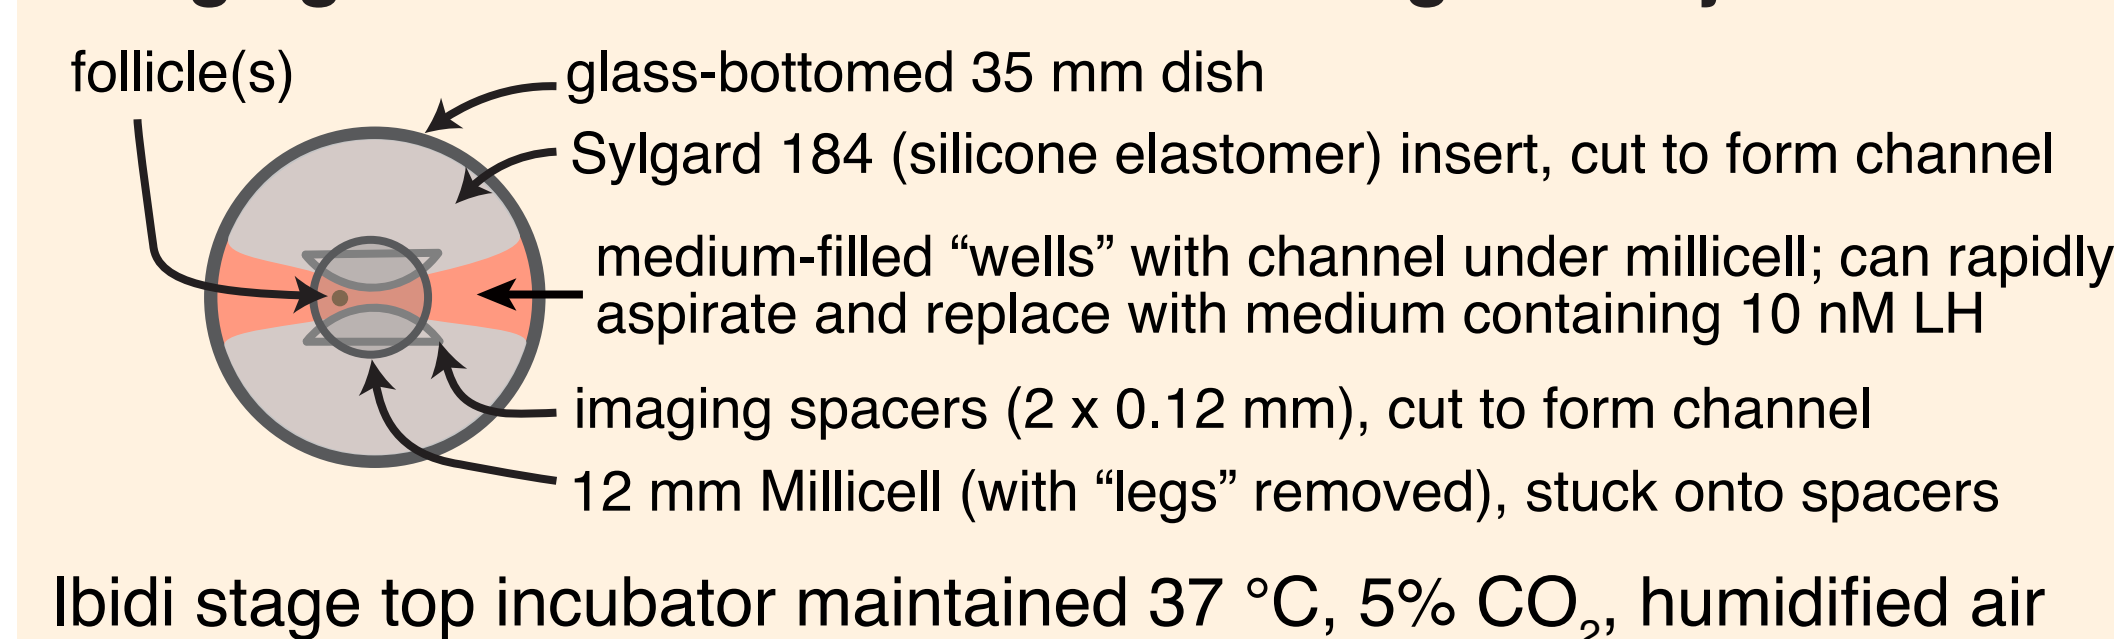 follicle(s)
glass-bottomed 35 mm dish
Sylgard 184 (silicone elastomer) insert, cut to form channel
medium-filled “wells” with channel under millicell; can rapidly
aspirate and replace with medium containing 10 nM LH
imaging spacers (2 x 0.12 mm), cut to form channel
12 mm Millicell (with “legs” removed), stuck onto spacers
Ibidi stage top incubator maintained 37 °C, 5% CO₂, humidified air